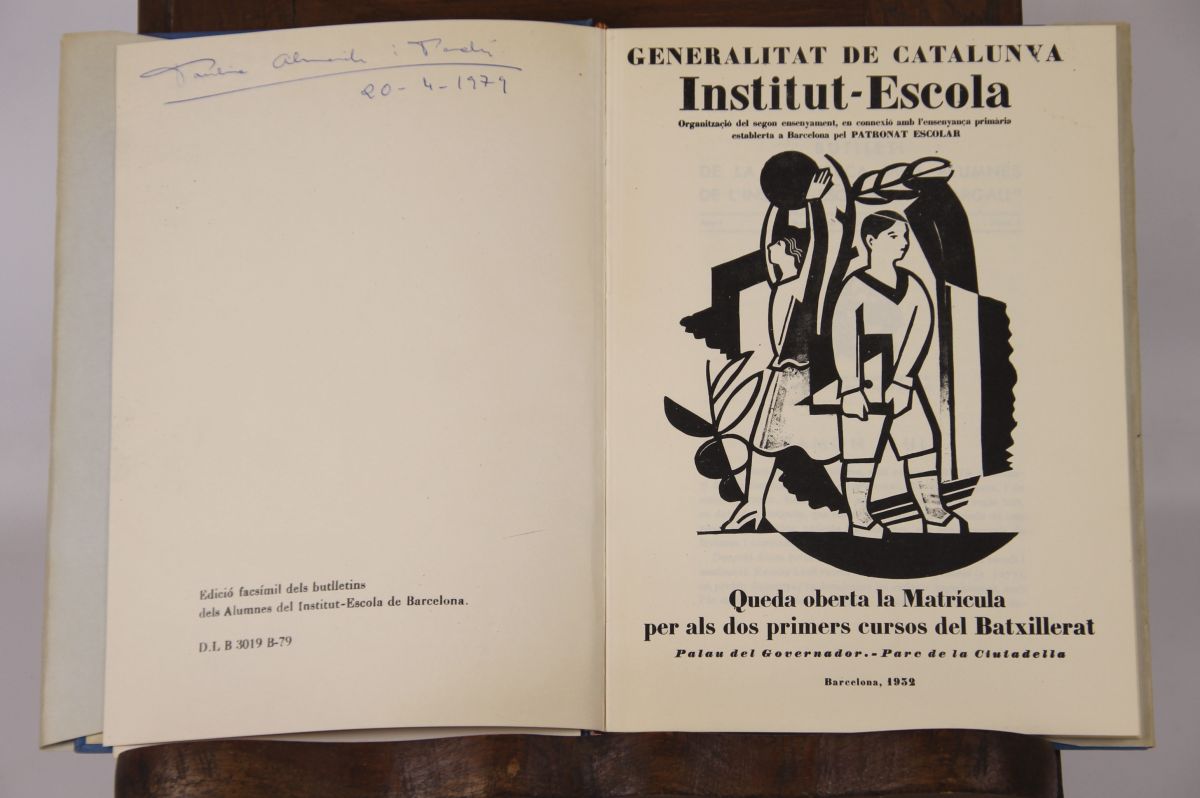 20-4-1979
Edició facsímil dels butlletins
dels Alumnes del Institut-Escola de Barcelona.
D.L B 3019 B-79
GENERALITAT DE CATALUNYA
Institut-Escola
Organització del segon ensenyament, en connexió amb l'ensenyança primària
establerta a Barcelona pel PATRONAT ESCOLAR
Queda oberta la Matrícula
per als dos primers cursos del Batxillerat
Palau del Governador.-Parc de la Ciutadella
Barcelona, 1932